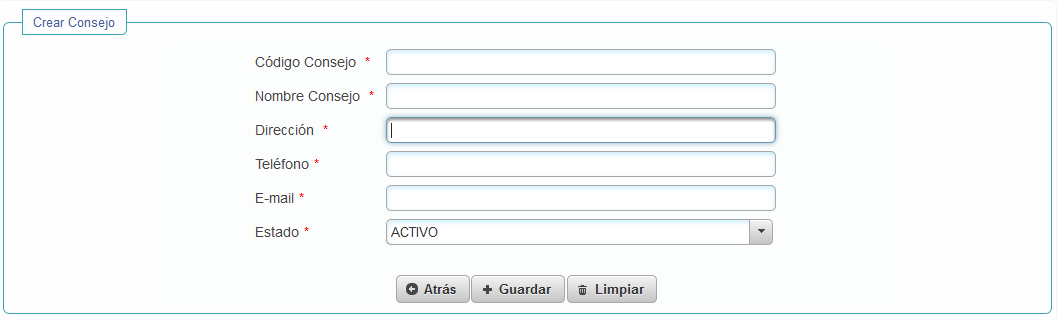 Crear Consejo
Código Consejo *
Nombre Consejo *
Dirección *
Teléfono *
E-mail *
Estado * ACTIVO
Atrás Guardar Limpiar